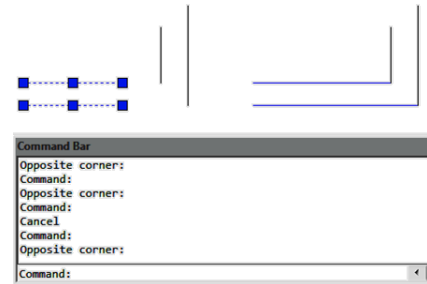 Command Bar
Opposite corner:
Command:
Opposite corner:
Command:
Cancel
Command:
Opposite corner:
Command: